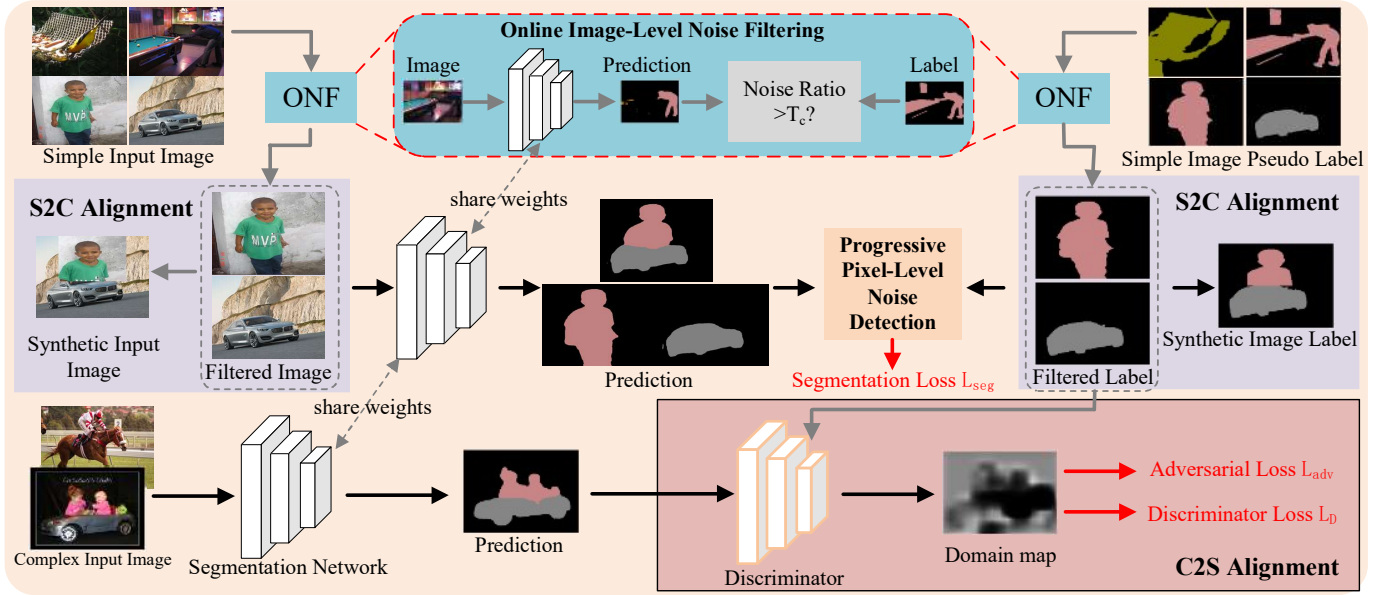 Online Image-Level Noise Filtering
Image
Prediction
Label
ONF
Noise Ratio
>Tc?
ONF
MVP
Simple Input Image
Simple Image Pseudo Label
S2C Alignment
share weights
S2C Alignment
MVP
Progressive
Pixel-Level
Noise
Detection
Synthetic Input
Image
Filtered Image
Prediction
Segmentation Loss Lseg
Filtered Label
Synthetic Image Label
share weights
Adversarial Loss Ladv
Discriminator Loss LD
Complex Input Image
Segmentation Network
Prediction
Discriminator
Domain map
C2S Alignment